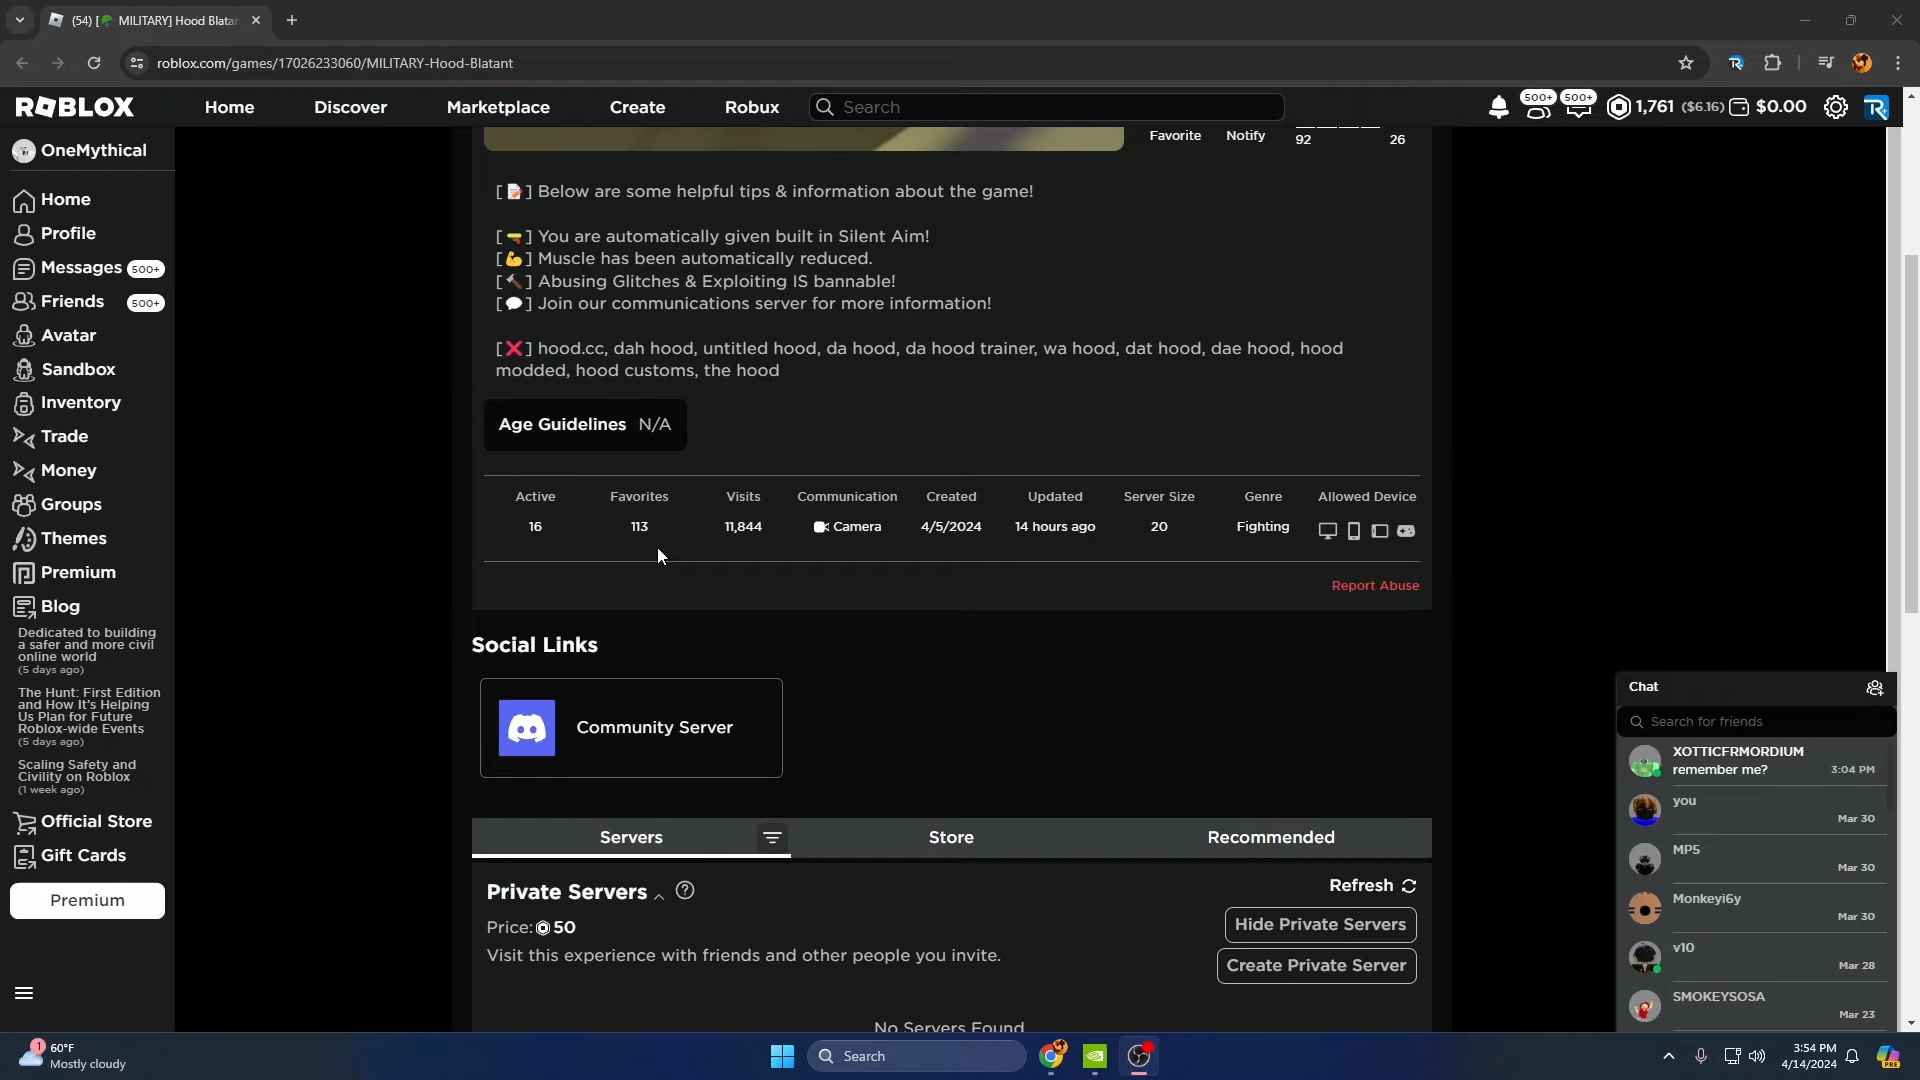 (54) [ MILITARY] Hood Blata
roblox.com/games/17026233060/MILITARY-Hood-Blatant
ROBLOX
Home
Discover
Marketplace
Create
Robux
Search
500+
500+
1,761 ($6.16)
$0.00
OneMythical
Home
Profile
Messages 500+
Friends 500+
Avatar
Sandbox
Inventory
Trade
Money
Groups
Themes
Premium
Blog
Dedicated to building
a safer and more civil
online world
(5 days ago)
The Hunt: First Edition
and How It's Helping
Us Plan for Future
Roblox-wide Events
(5 days ago)
Scaling Safety and
Civility on Roblox
(1 week ago)
Official Store
Gift Cards
Premium
Favorite
Notify
92
26
[📝] Below are some helpful tips & information about the game!
[🔫] You are automatically given built in Silent Aim!
[💪] Muscle has been automatically reduced.
[🔨] Abusing Glitches & Exploiting IS bannable!
[💬] Join our communications server for more information!
[❌] hood.cc, dah hood, untitled hood, da hood, da hood trainer, wa hood, dat hood, dae hood, hood
modded, hood customs, the hood
Age Guidelines N/A
Active Favorites Visits Communication Created Updated Server Size Genre Allowed Device
16 113 11,844 Camera 4/5/2024 14 hours ago 20 Fighting
Report Abuse
Social Links
Community Server
Servers
Store
Recommended
Private Servers
Refresh
Price: 50
Hide Private Servers
Visit this experience with friends and other people you invite.
Create Private Server
No Servers Found
Chat
Search for friends
XOTTICFRMORDIUM
remember me? 3:04 PM
you
Mar 30
MP5
Mar 30
Monkeyi6y
Mar 30
v10
Mar 28
SMOKEYSOSA
Mar 23
1
60°F
Mostly cloudy
Search
3:54 PM
4/14/2024
PRE